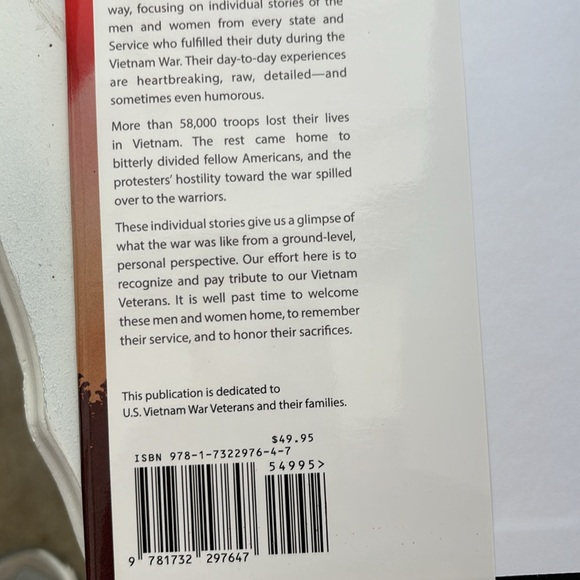 way, focusing on individual stories of the
men and women from every state and
Service who fulfilled their duty during the
Vietnam War. Their day-to-day experiences
are heartbreaking, raw, detailed—and
sometimes even humorous.
More than 58,000 troops lost their lives
in Vietnam. The rest came home to
bitterly divided fellow Americans, and the
protesters' hostility toward the war spilled
over to the warriors.
These individual stories give us a glimpse of
what the war was like from a ground-level,
personal perspective. Our effort here is to
recognize and pay tribute to our Vietnam
Veterans. It is well past time to welcome
these men and women home, to remember
their service, and to honor their sacrifices.
This publication is dedicated to
U.S. Vietnam War Veterans and their families.
$49.95
ISBN 978-1-7322976-4-7
54995>
9 781732 297647